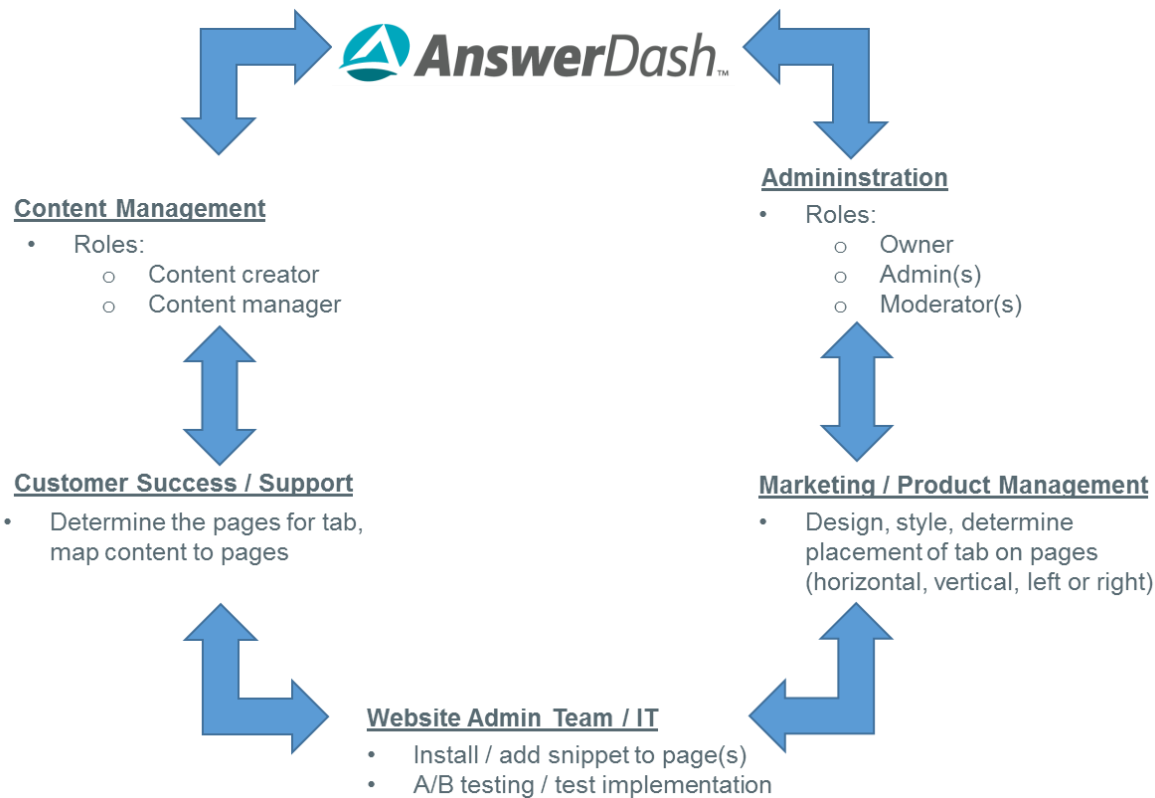 AnswerDash™
Content Management
• Roles:
o Content creator
o Content manager
Admininstration
• Roles:
o Owner
o Admin(s)
o Moderator(s)
Customer Success / Support
• Determine the pages for tab,
map content to pages
Marketing / Product Management
• Design, style, determine
placement of tab on pages
(horizontal, vertical, left or right)
Website Admin Team / IT
• Install / add snippet to page(s)
• A/B testing / test implementation